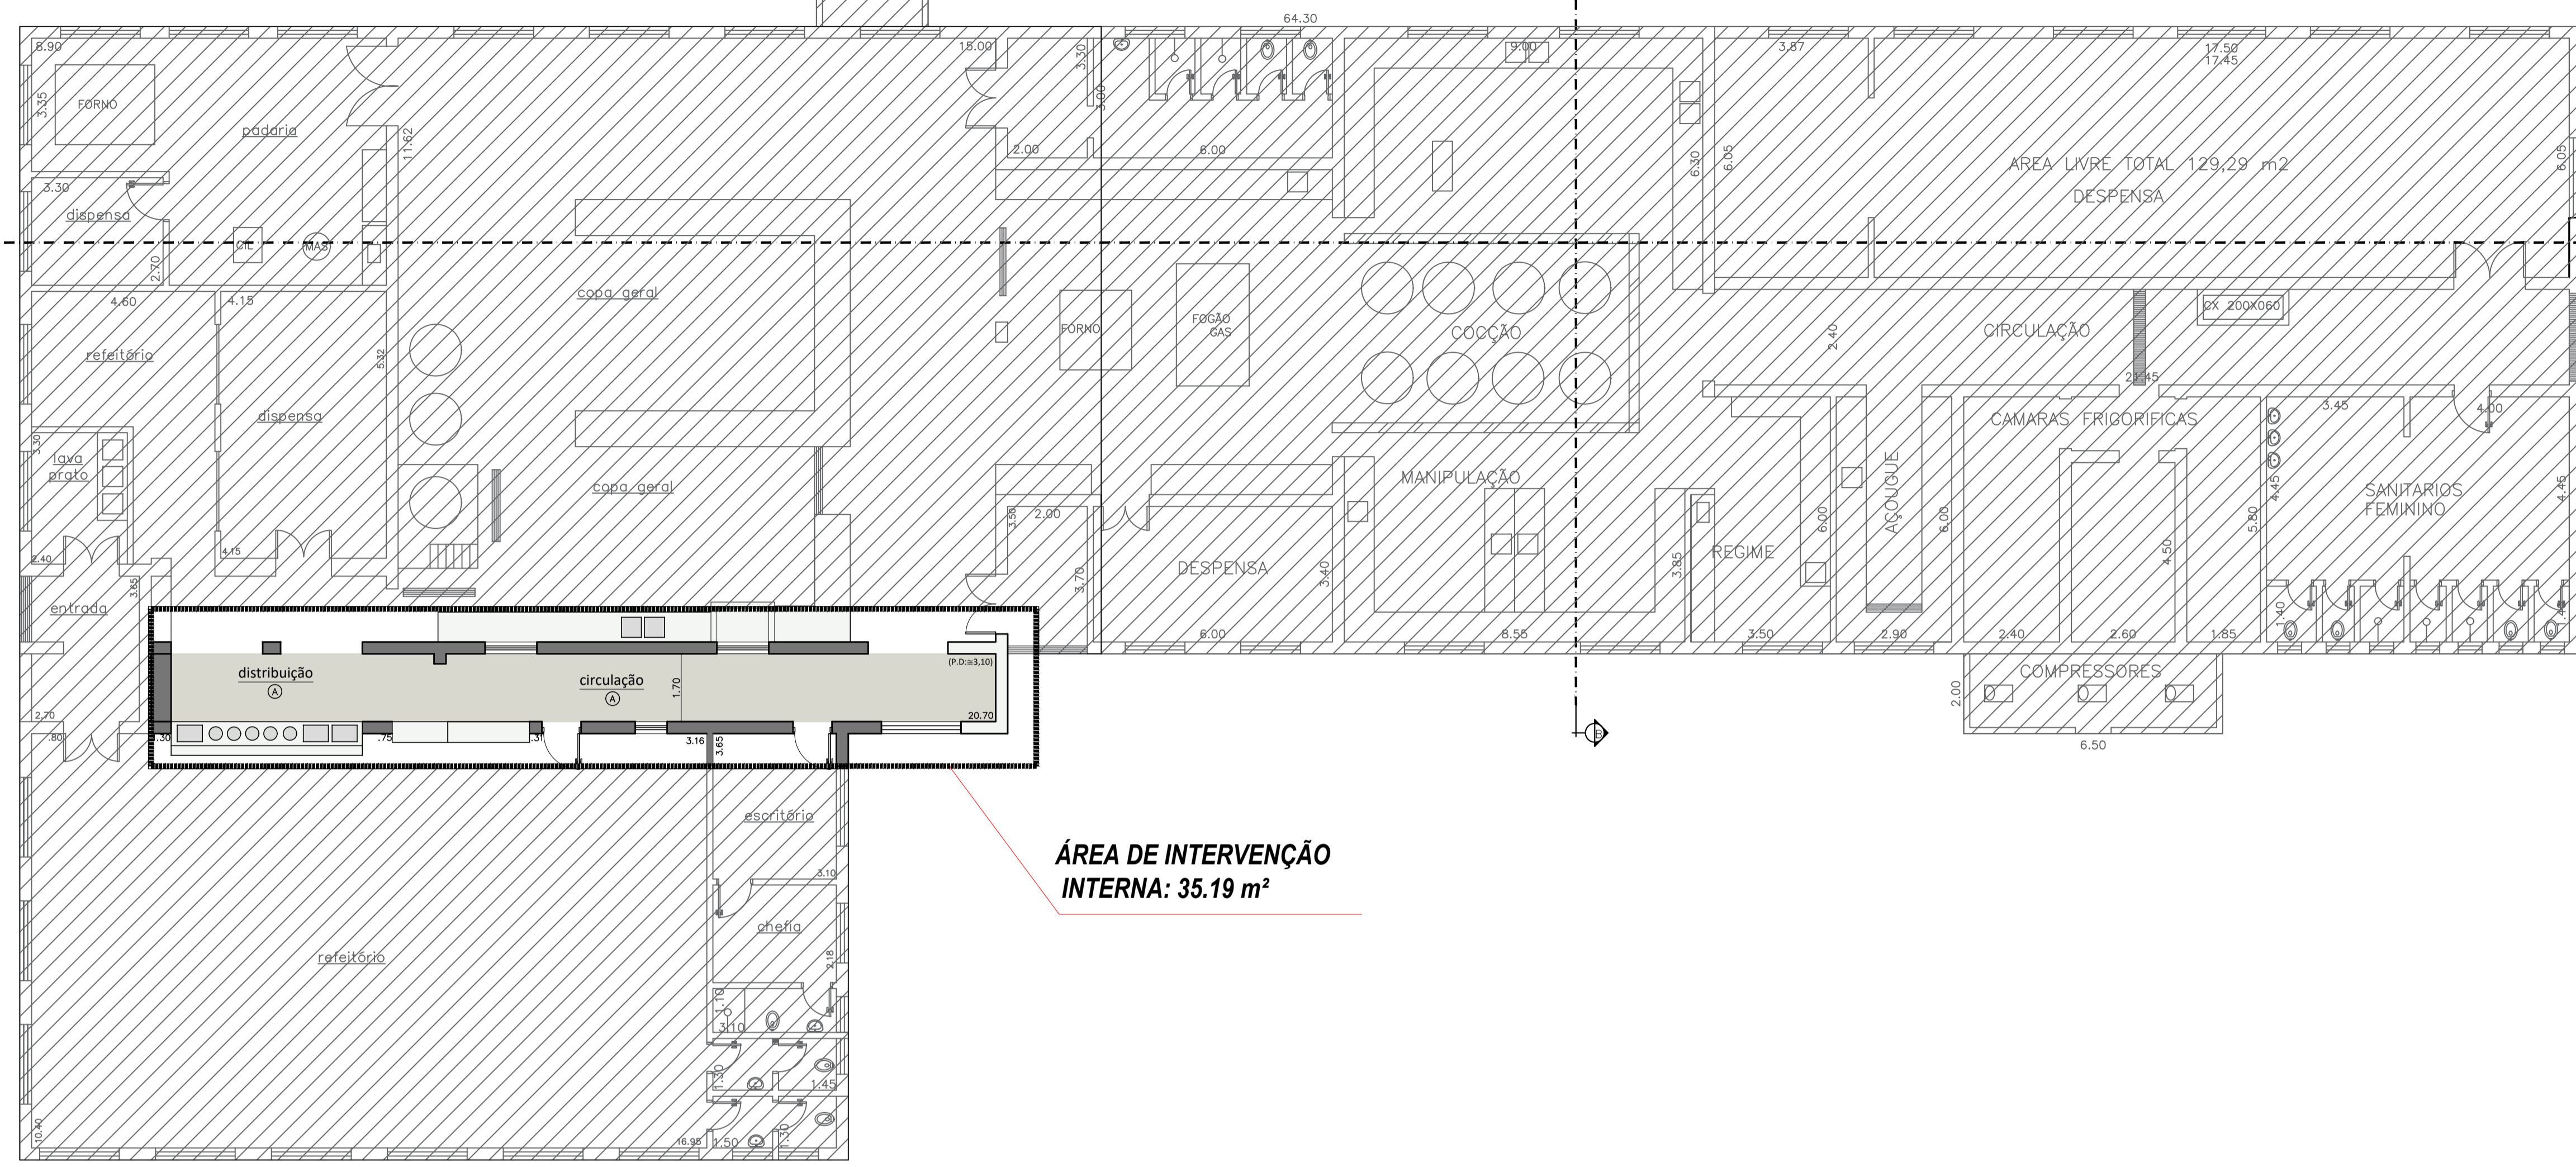 64.30
8.90
15.00
3.30
9.00
3.87
17.50
17.45
3.35
FORNO
padaria
11.62
3.00
2.00
6.00
6.30
6.05
AREA LIVRE TOTAL 129,29 m2
DESPENSA
6.05
3.30
dispensa
CIL
MAS
2.70
4.60
4.15
copa geral
FORNO
FOGÃO
GAS
COCÇÃO
2.40
CIRCULAÇÃO
CX 200X060
refeitório
5.32
21.45
dispensa
3.30
lava
prato
copa geral
CAMARAS FRIGORIFICAS
3.45
4.00
MANIPULAÇÃO
AÇOUGUE
4.45
SANITARIOS
FEMININO
4.45
3.50
2.00
6.00
6.00
5.80
4.50
2.40
4.15
3.65
entrada
3.70
DESPENSA
3.40
3.85
REGIME
1.40
1.40
6.00
8.55
3.50
2.90
2.40
2.60
1.85
distribuição
A
circulação
A
1.70
(P.D:≅3,10)
20.70
COMPRESSORES
2.00
6.50
2.70
.80
1.30
.75
.31
3.16
3.65
B
escritório
3.10
ÁREA DE INTERVENÇÃO
INTERNA: 35.19 m²
chefia
2.18
refeitório
1.10
3.10
1.30
1.45
10.40
16.95
1.50
1.30